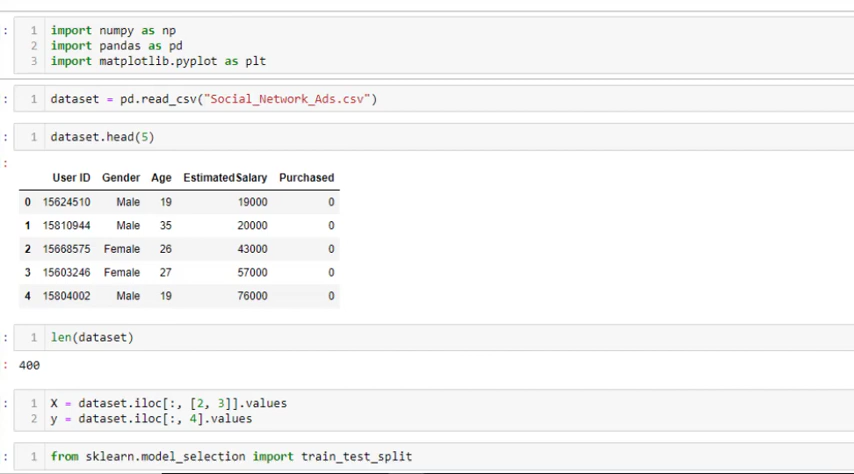 : 1 import numpy as np
2 import pandas as pd
3 import matplotlib.pyplot as plt
: 1 dataset = pd.read_csv("Social_Network_Ads.csv")
: 1 dataset.head(5)
:
User ID Gender Age EstimatedSalary Purchased
0 15624510 Male 19 19000 0
1 15810944 Male 35 20000 0
2 15668575 Female 26 43000 0
3 15603246 Female 27 57000 0
4 15804002 Male 19 76000 0
: 1 len(dataset)
: 400
: 1 X = dataset.iloc[:, [2, 3]].values
2 y = dataset.iloc[:, 4].values
: 1 from sklearn.model_selection import train_test_split